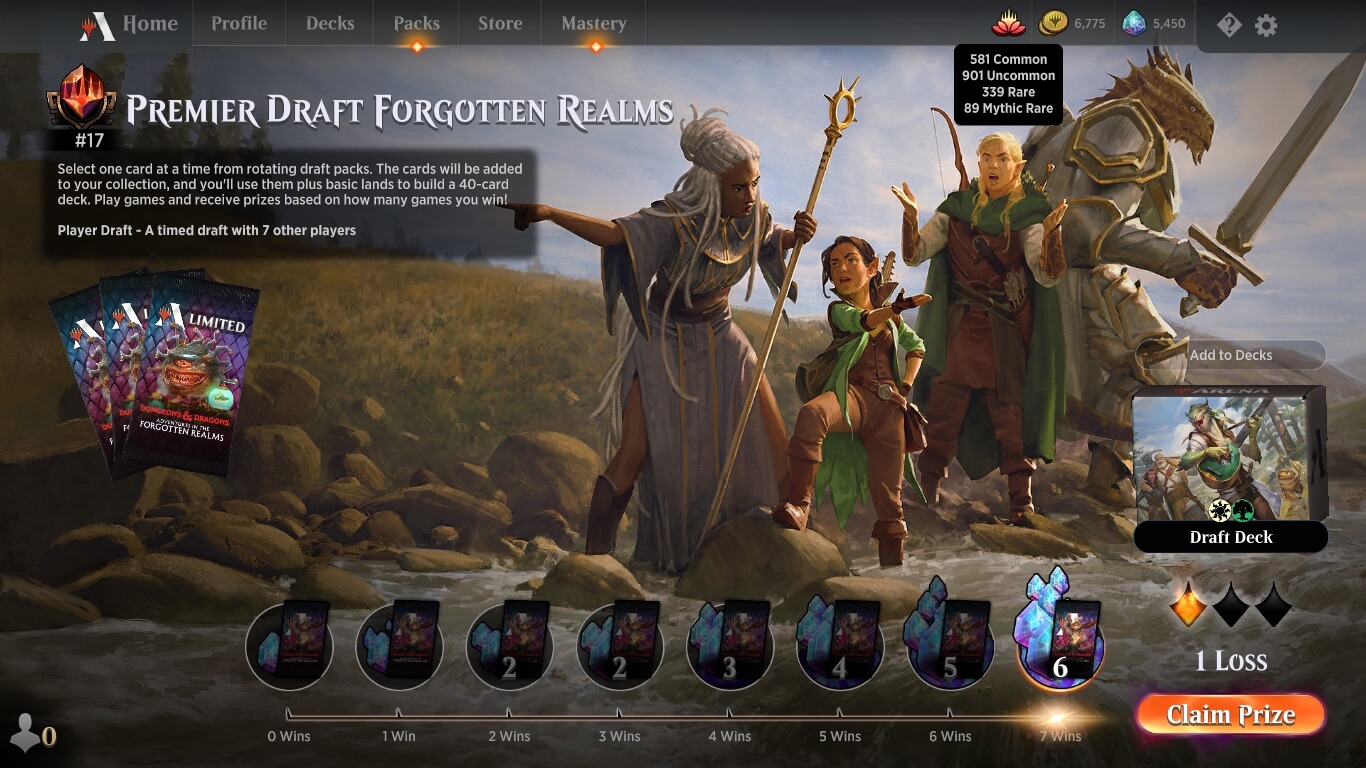 Home
Profile
Decks
Packs
Store
Mastery
6,775
5,450
581 Common
901 Uncommon
339 Rare
89 Mythic Rare
#17
Premier Draft Forgotten Realms
Select one card at a time from rotating draft packs. The cards will be added
to your collection, and you'll use them plus basic lands to build a 40-card
deck. Play games and receive prizes based on how many games you win!
Player Draft - A timed draft with 7 other players
LIMITED
DUNGEONS & DRAGONS
ADVENTURES IN THE
FORGOTTEN REALMS
Add to Decks
ARENA
Draft Deck
2
2
3
4
5
6
1 Loss
Claim Prize
0 Wins
1 Win
2 Wins
3 Wins
4 Wins
5 Wins
6 Wins
7 Wins
0